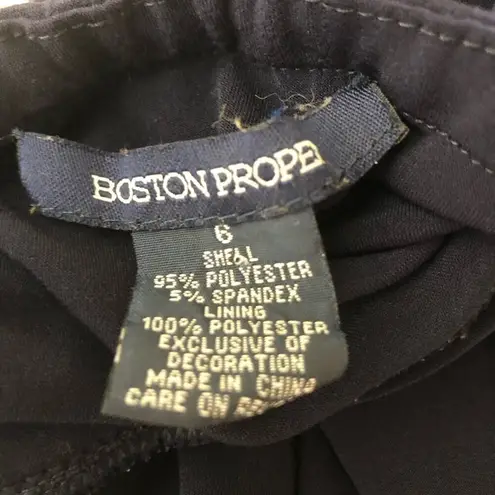 BOSTON PROPER
6
SHELL
95% POLYESTER
5% SPANDEX
LINING
100% POLYESTER
EXCLUSIVE OF
DECORATION
MADE IN CHINA
CARE ON